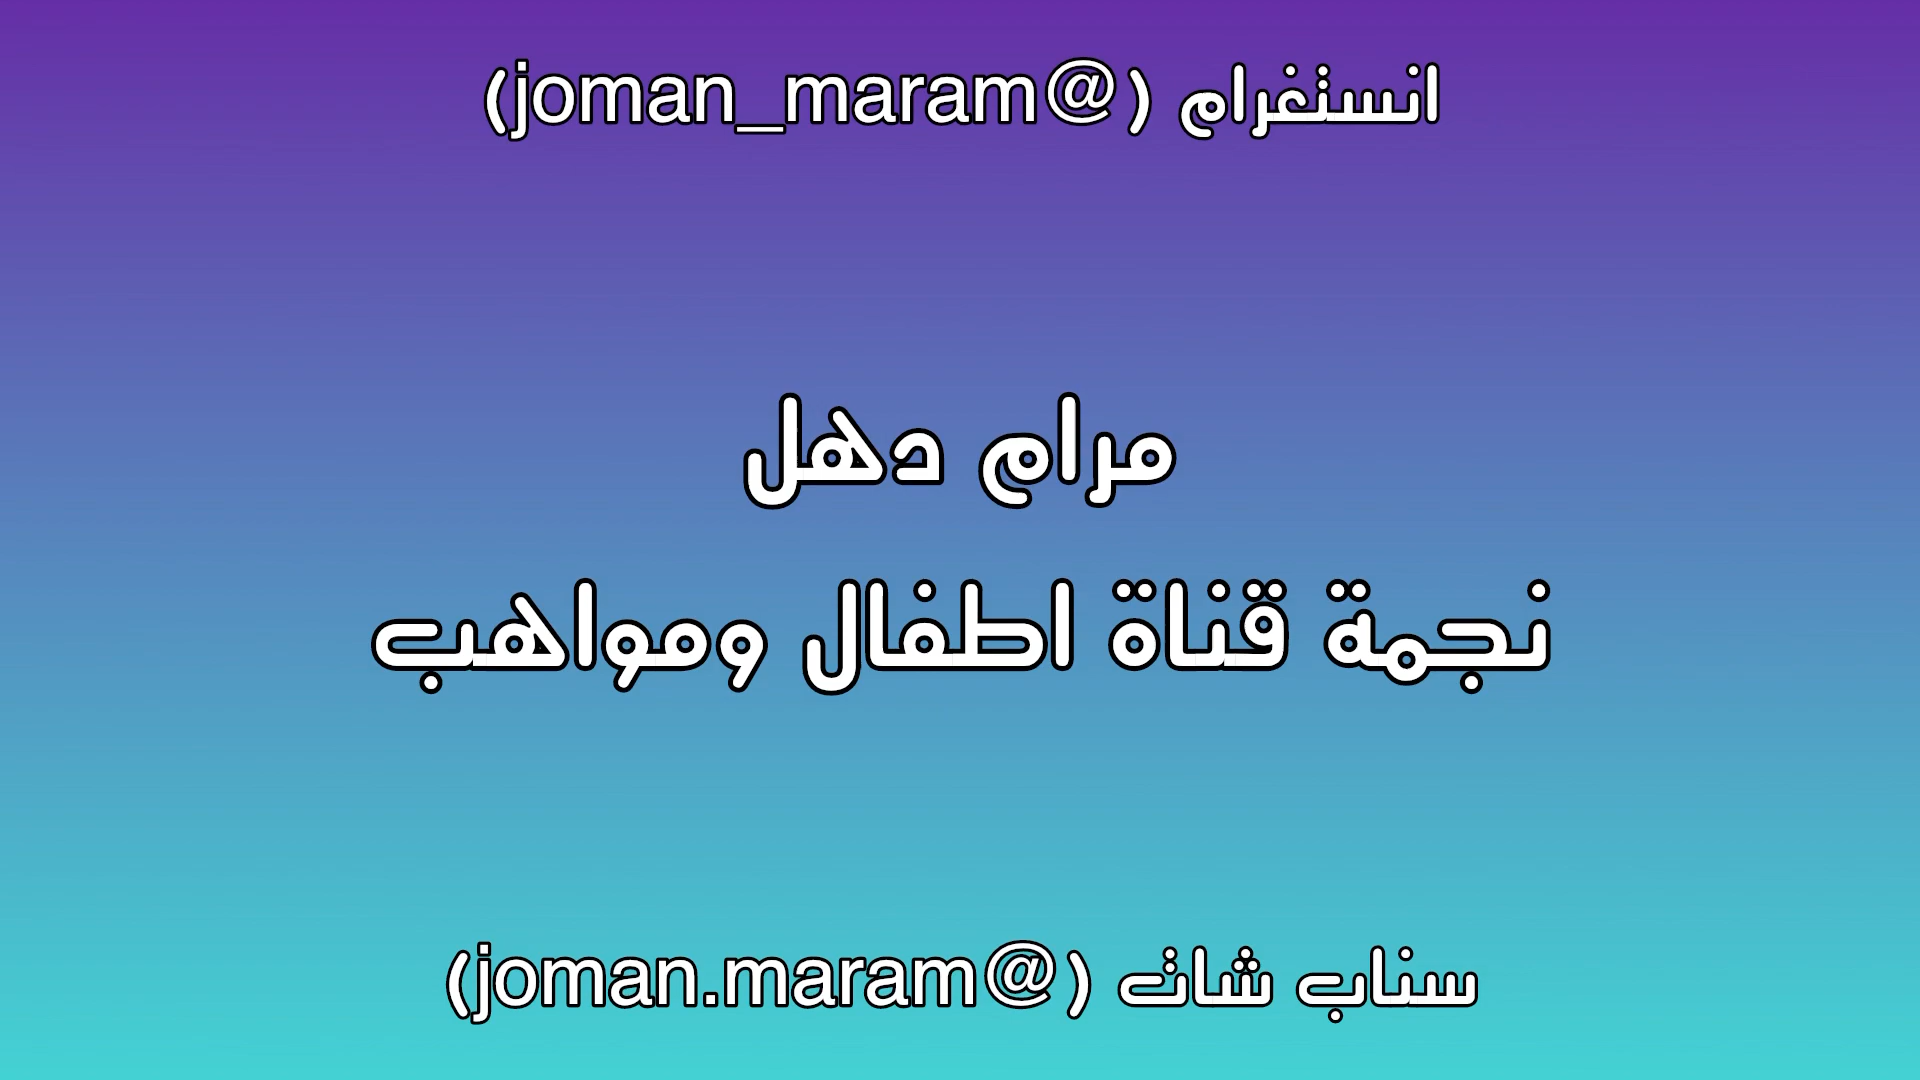 انستغرام (@joman_maram)
مرام دهل
نجمة قناة اطفال ومواهب
سناب شات (@joman.maram)